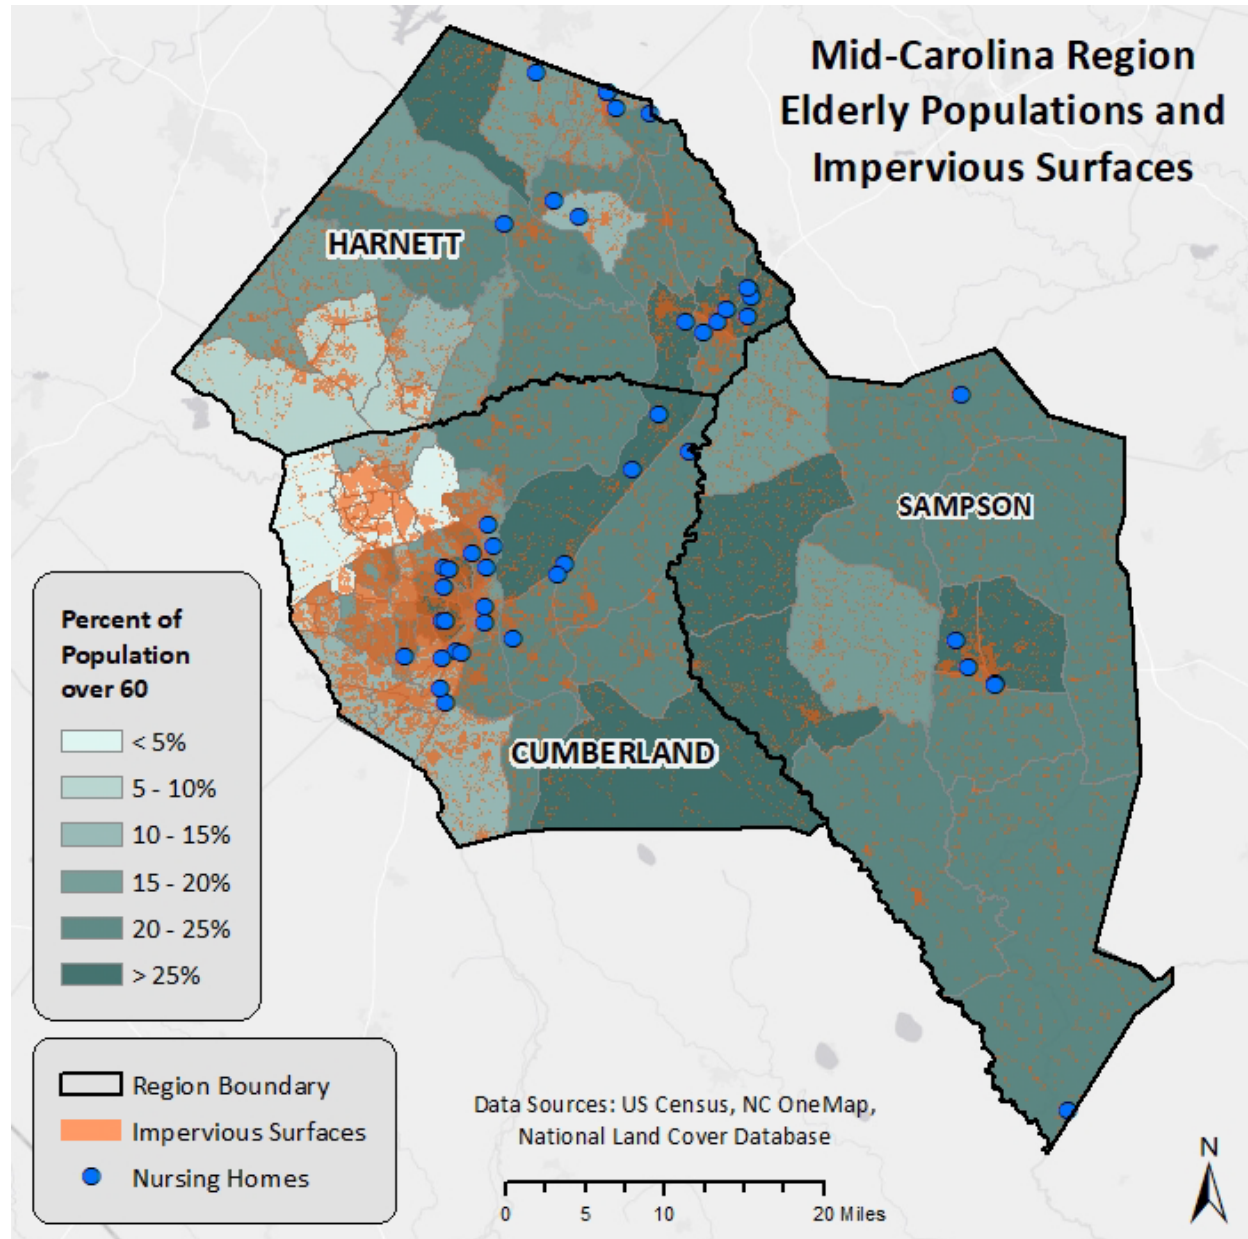 Mid-Carolina Region
Elderly Populations and
Impervious Surfaces
HARNETT
SAMPSON
CUMBERLAND
Percent of
Population
over 60
< 5%
5 - 10%
10 - 15%
15 - 20%
20 - 25%
> 25%
Region Boundary
Impervious Surfaces
Nursing Homes
Data Sources: US Census, NC OneMap,
National Land Cover Database
0 5 10 20 Miles
N